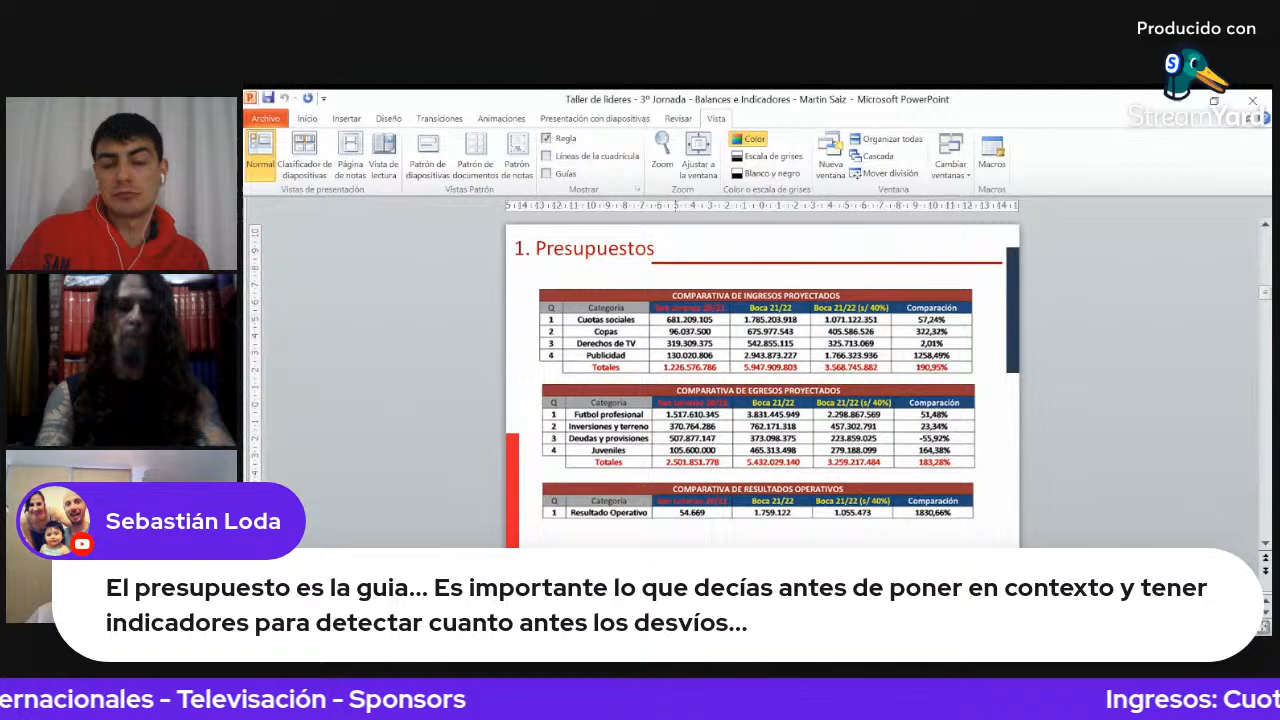 Producido con
StreamYard
Taller de lideres - 3º Jornada - Balances e Indicadores - Martin Saiz - Microsoft PowerPoint
Archivo Inicio Insertar Diseño Transiciones Animaciones Presentación con diapositivas Revisar Vista
Normal Clasificador de diapositivas Página de notas Vista de lectura
Patrón de diapositivas Patrón de documentos Patrón de notas
Regla
Líneas de la cuadrícula
Guías
Zoom Ajustar a la ventana
Color
Escala de grises
Blanco y negro
Nueva ventana
Organizar todas
Cascada
Mover división
Cambiar ventanas
Macros
Vistas de presentación Vistas Patrón Mostrar Zoom Color o escala de grises Ventana Macros
1. Presupuestos
COMPARATIVA DE INGRESOS PROYECTADOS
Q Categoría San Lorenzo 20/21 Boca 21/22 Boca 21/22 (s/ 40%) Comparación
1 Cuotas sociales 681.209.105 1.785.203.918 1.071.122.351 57,24%
2 Copas 96.037.500 675.977.543 405.586.526 322,32%
3 Derechos de TV 319.309.375 542.855.115 325.713.069 2,01%
4 Publicidad 130.020.806 2.943.873.227 1.766.323.936 1258,49%
Totales 1.226.576.786 5.947.909.803 3.568.745.882 190,95%
COMPARATIVA DE EGRESOS PROYECTADOS
Q Categoría San Lorenzo 20/21 Boca 21/22 Boca 21/22 (s/ 40%) Comparación
1 Futbol profesional 1.517.610.345 3.831.445.949 2.298.867.569 51,48%
2 Inversiones y terreno 370.764.286 762.171.318 457.302.791 23,34%
3 Deudas y provisiones 507.877.147 373.098.375 223.859.025 -55,92%
4 Juveniles 105.600.000 465.313.498 279.188.099 164,38%
Totales 2.501.851.778 5.432.029.140 3.259.217.484 183,28%
COMPARATIVA DE RESULTADOS OPERATIVOS
Q Categoría San Lorenzo 20/21 Boca 21/22 Boca 21/22 (s/ 40%) Comparación
1 Resultado Operativo 54.669 1.759.122 1.055.473 1830,66%
Sebastián Loda
El presupuesto es la guia... Es importante lo que decías antes de poner en contexto y tener
indicadores para detectar cuanto antes los desvíos...
ernacionales - Televisación - Sponsors Ingresos: Cuot